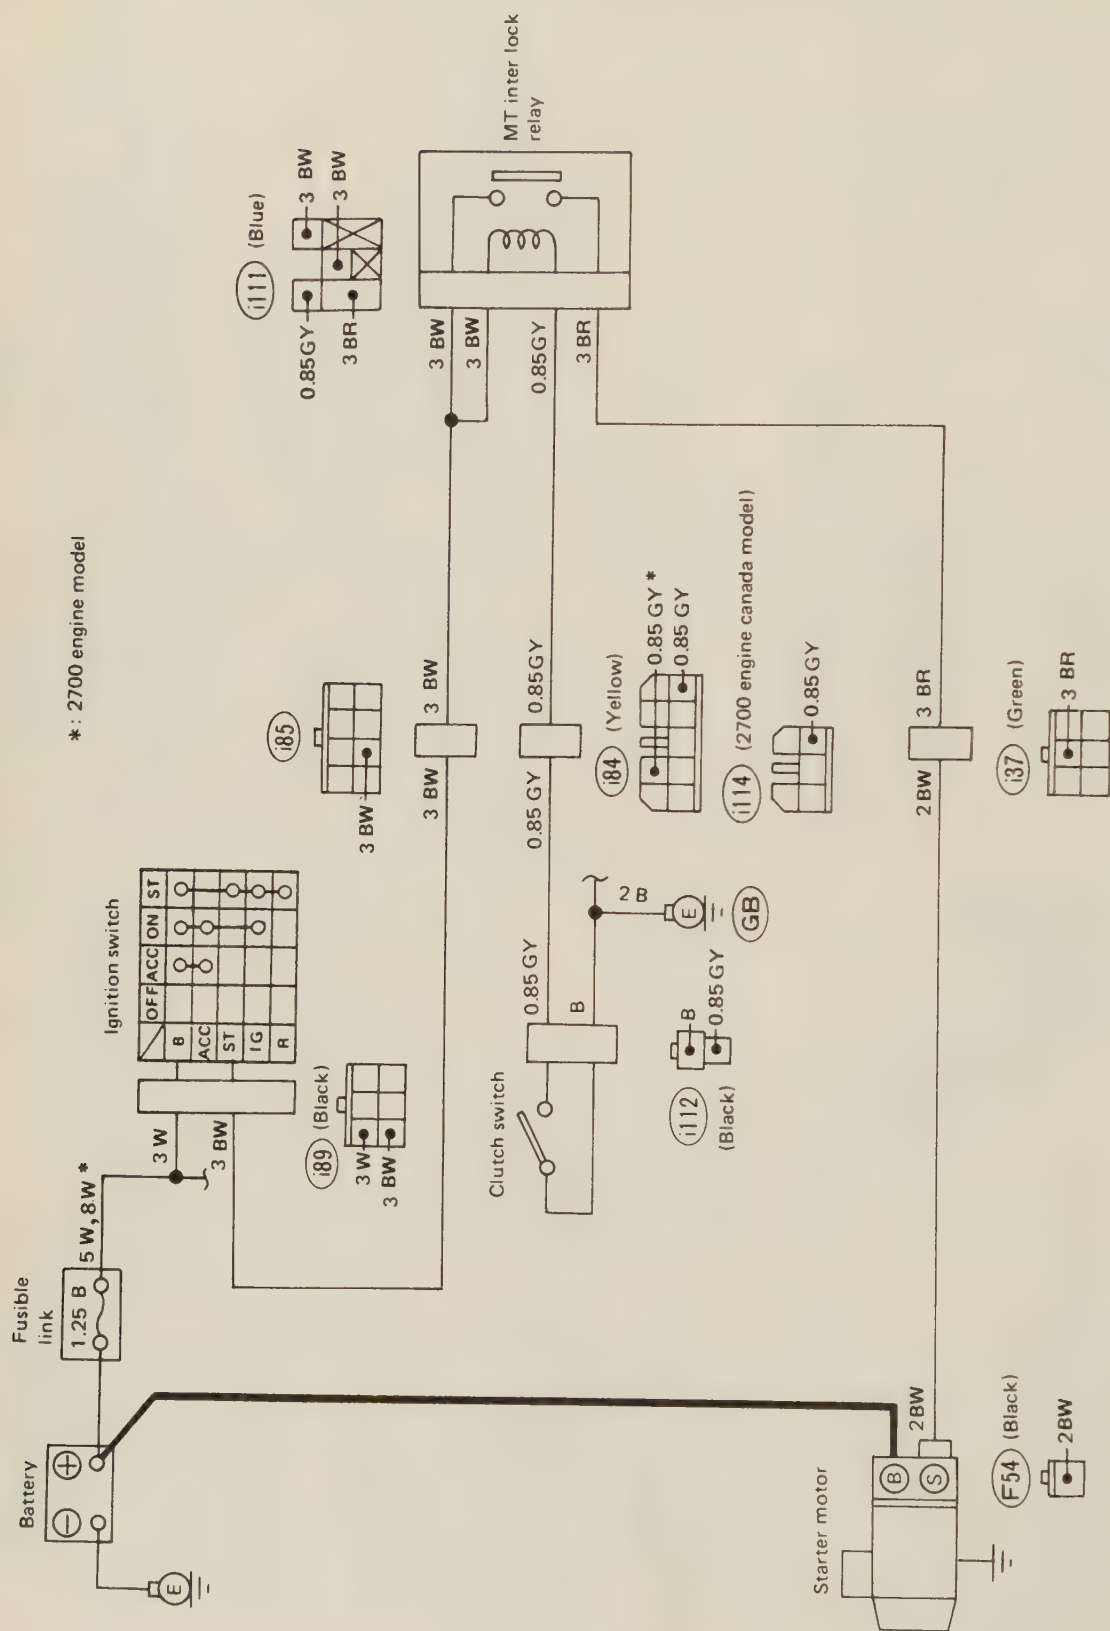 Battery
Fusible
link
1.25 B
5 W, 8W *
* : 2700 engine model
E
3 W
3 BW
Ignition switch
OFF ACC ON ST
B
ACC
ST
IG
R
i89 (Black)
3 W
3 BW
i85
3 BW
3 BW
3 BW
i111 (Blue)
0.85GY
3 BW
3 BR
3 BW
3 BW
3 BW
0.85GY
3 BR
MT inter lock
relay
Clutch switch
0.85 GY
B
0.85 GY
0.85GY
2 B
E
GB
i112
(Black)
B
0.85 GY
i84 (Yellow)
0.85 GY *
0.85 GY
i114 (2700 engine canada model)
0.85 GY
Starter motor
B
S
2BW
2BW
3 BR
F54 (Black)
2BW
i37 (Green)
3 BR